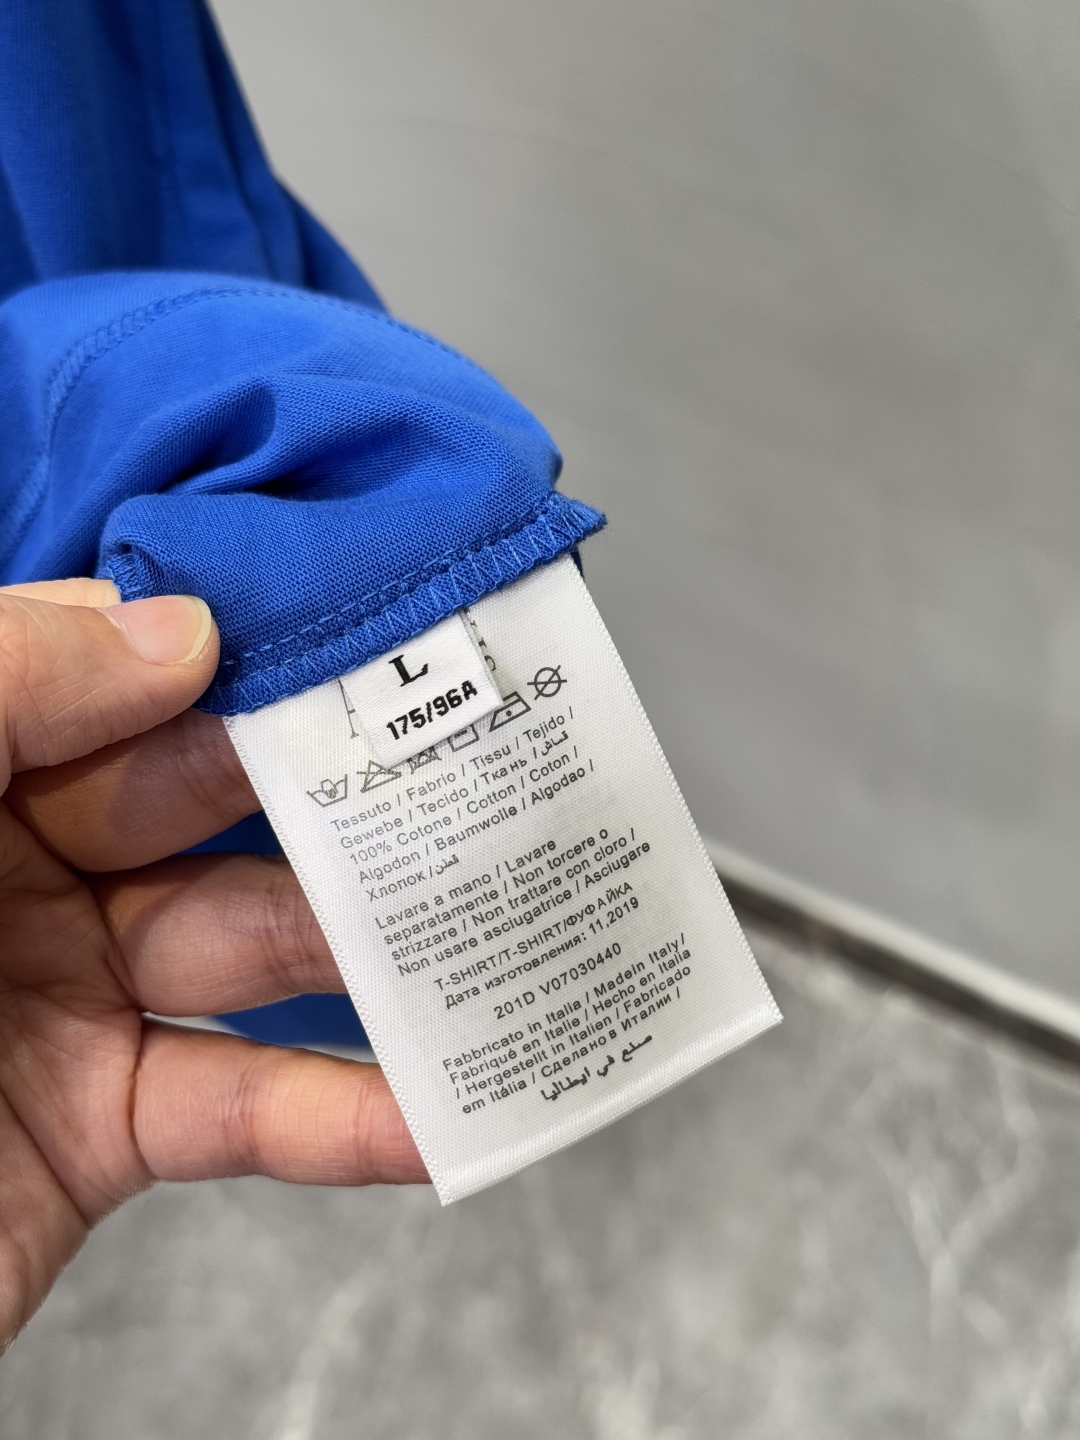 L
175/96A
Tessuto / Fabrio / Tissu / Tejido /
Gewebe / Tecido / Ткань / قماش
100% Cotone / Cotton / Coton /
Algodon / Baumwolle / Algodao /
Хлопок / قطن
Lavare a mano / Lavare
separatamente / Non torcere o
strizzare / Non trattare con cloro /
Non usare asciugatrice / Asciugare
T-SHIRT/T-SHIRT/ФУФАЙКА
Дата изготовления: 11,2019
201D V07030440
Fabbricato in Italia / Madein Italy/
Fabriqué en Italie / Hecho en Italia
/ Hergestellt in Italien / Fabricado
em Itália / Сделано в Италии /
صنع في ايطاليا